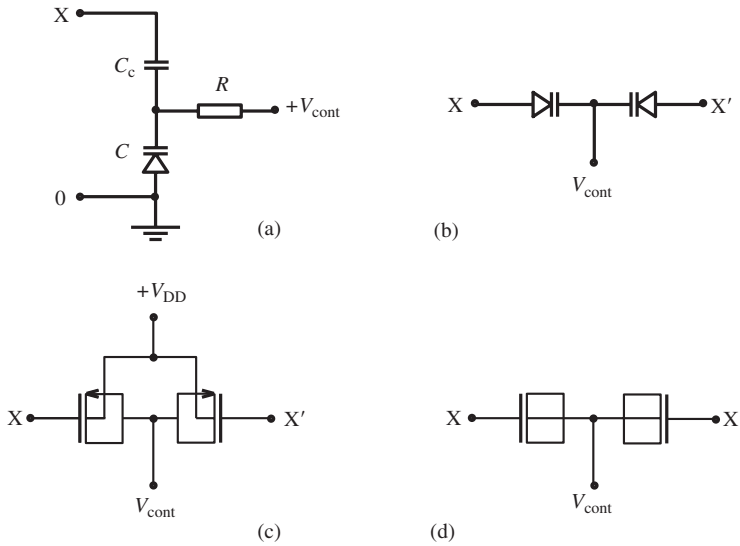 X
C_c
R
+V_cont
C
0
(a)
X
X′
V_cont
(b)
+V_DD
X
X′
V_cont
(c)
X
X
V_cont
(d)